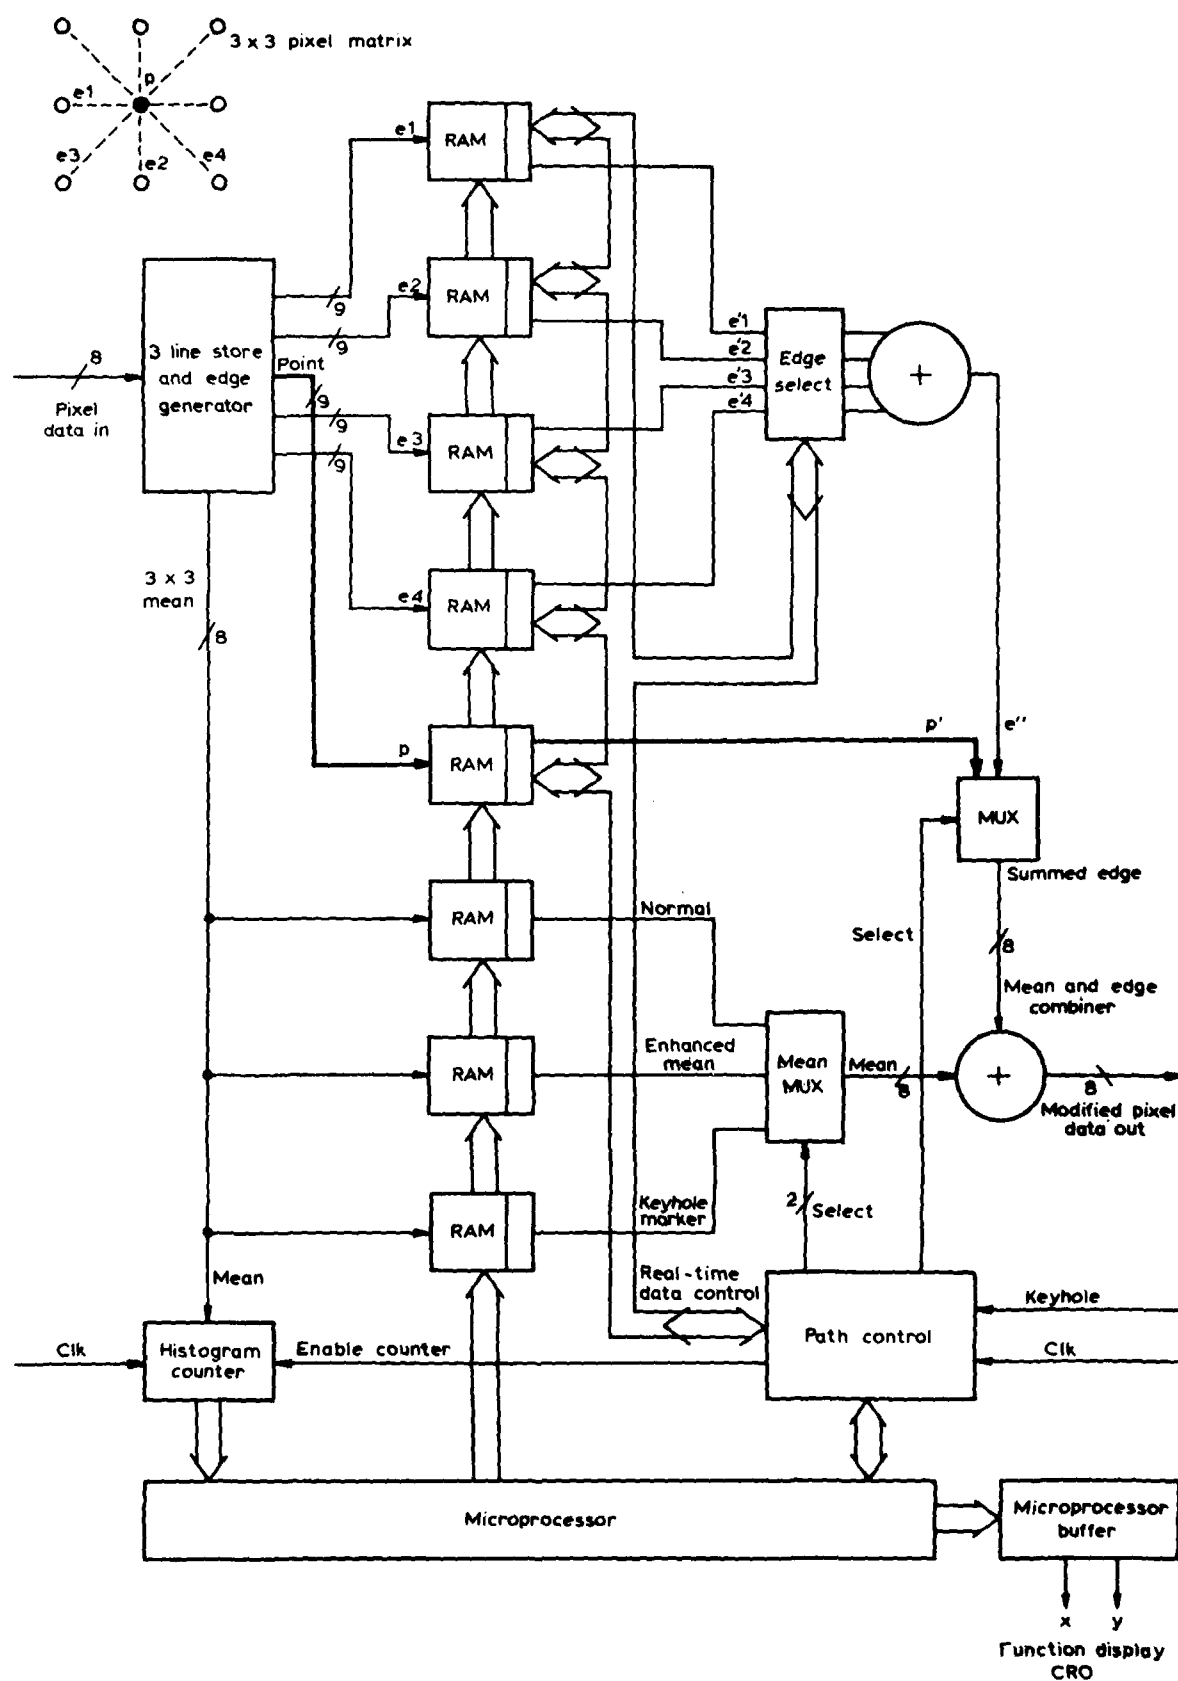 3 x 3 pixel matrix
p
e1
e3
e2
e4
e1
RAM
e2
RAM
9
9
8
Pixel
data in
3 line store
and edge
generator
Point
9
9
9
e3
RAM
e'1
e'2
e'3
e'4
Edge
select
+
3 x 3
mean
8
e4
RAM
p
RAM
p'
e''
MUX
Summed edge
8
Select
RAM
Normal
Mean and edge
combiner
RAM
Enhanced
mean
Mean
MUX
Mean
8
+
8
Modified pixel
data out
RAM
Keyhole
marker
2
Select
Mean
Real-time
data control
Path control
Keyhole
Clk
Clk
Histogram
counter
Enable counter
Microprocessor
Microprocessor
buffer
x
y
Function display
CRO